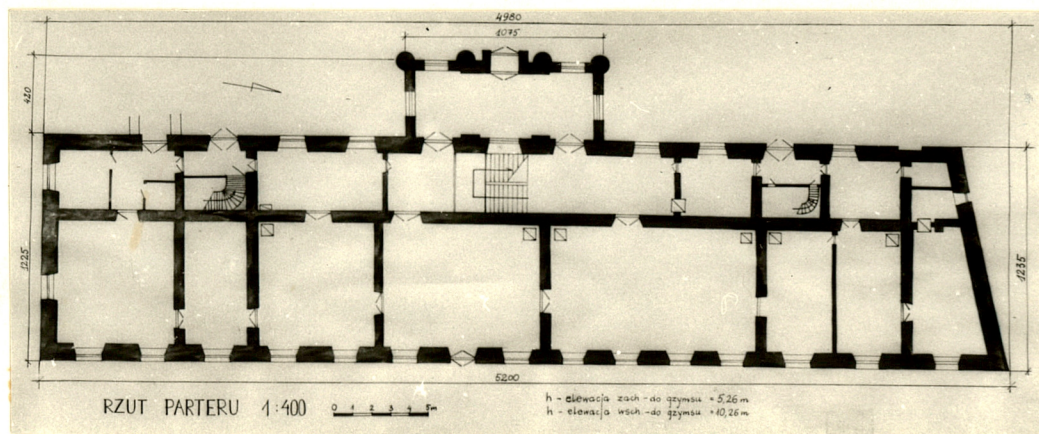 4980
1075
420
1225
1235
5200
RZUT PARTERU 1:400
0 1 2 3 4 5m
h - elewacja zach - do gzymsu = 5,26 m
h - elewacja wsch - do gzymsu = 10,26 m